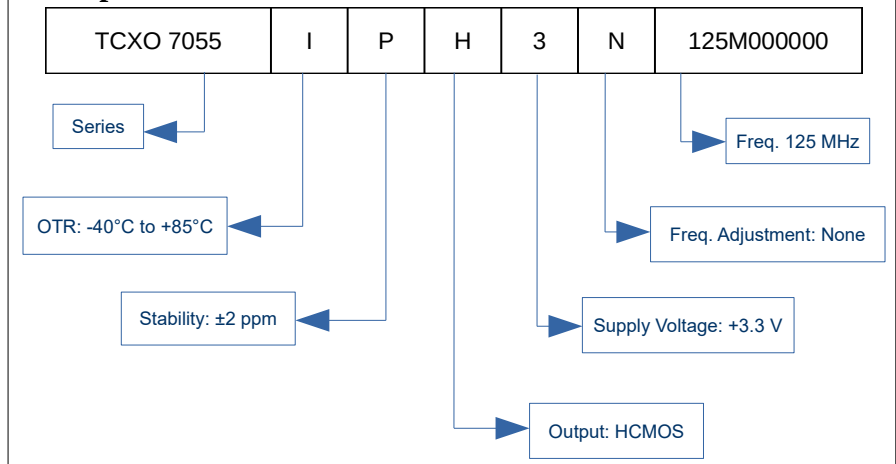 TCXO 7055 I P H 3 N 125M000000
Series
Freq. 125 MHz
OTR: -40°C to +85°C
Freq. Adjustment: None
Stability: ±2 ppm
Supply Voltage: +3.3 V
Output: HCMOS